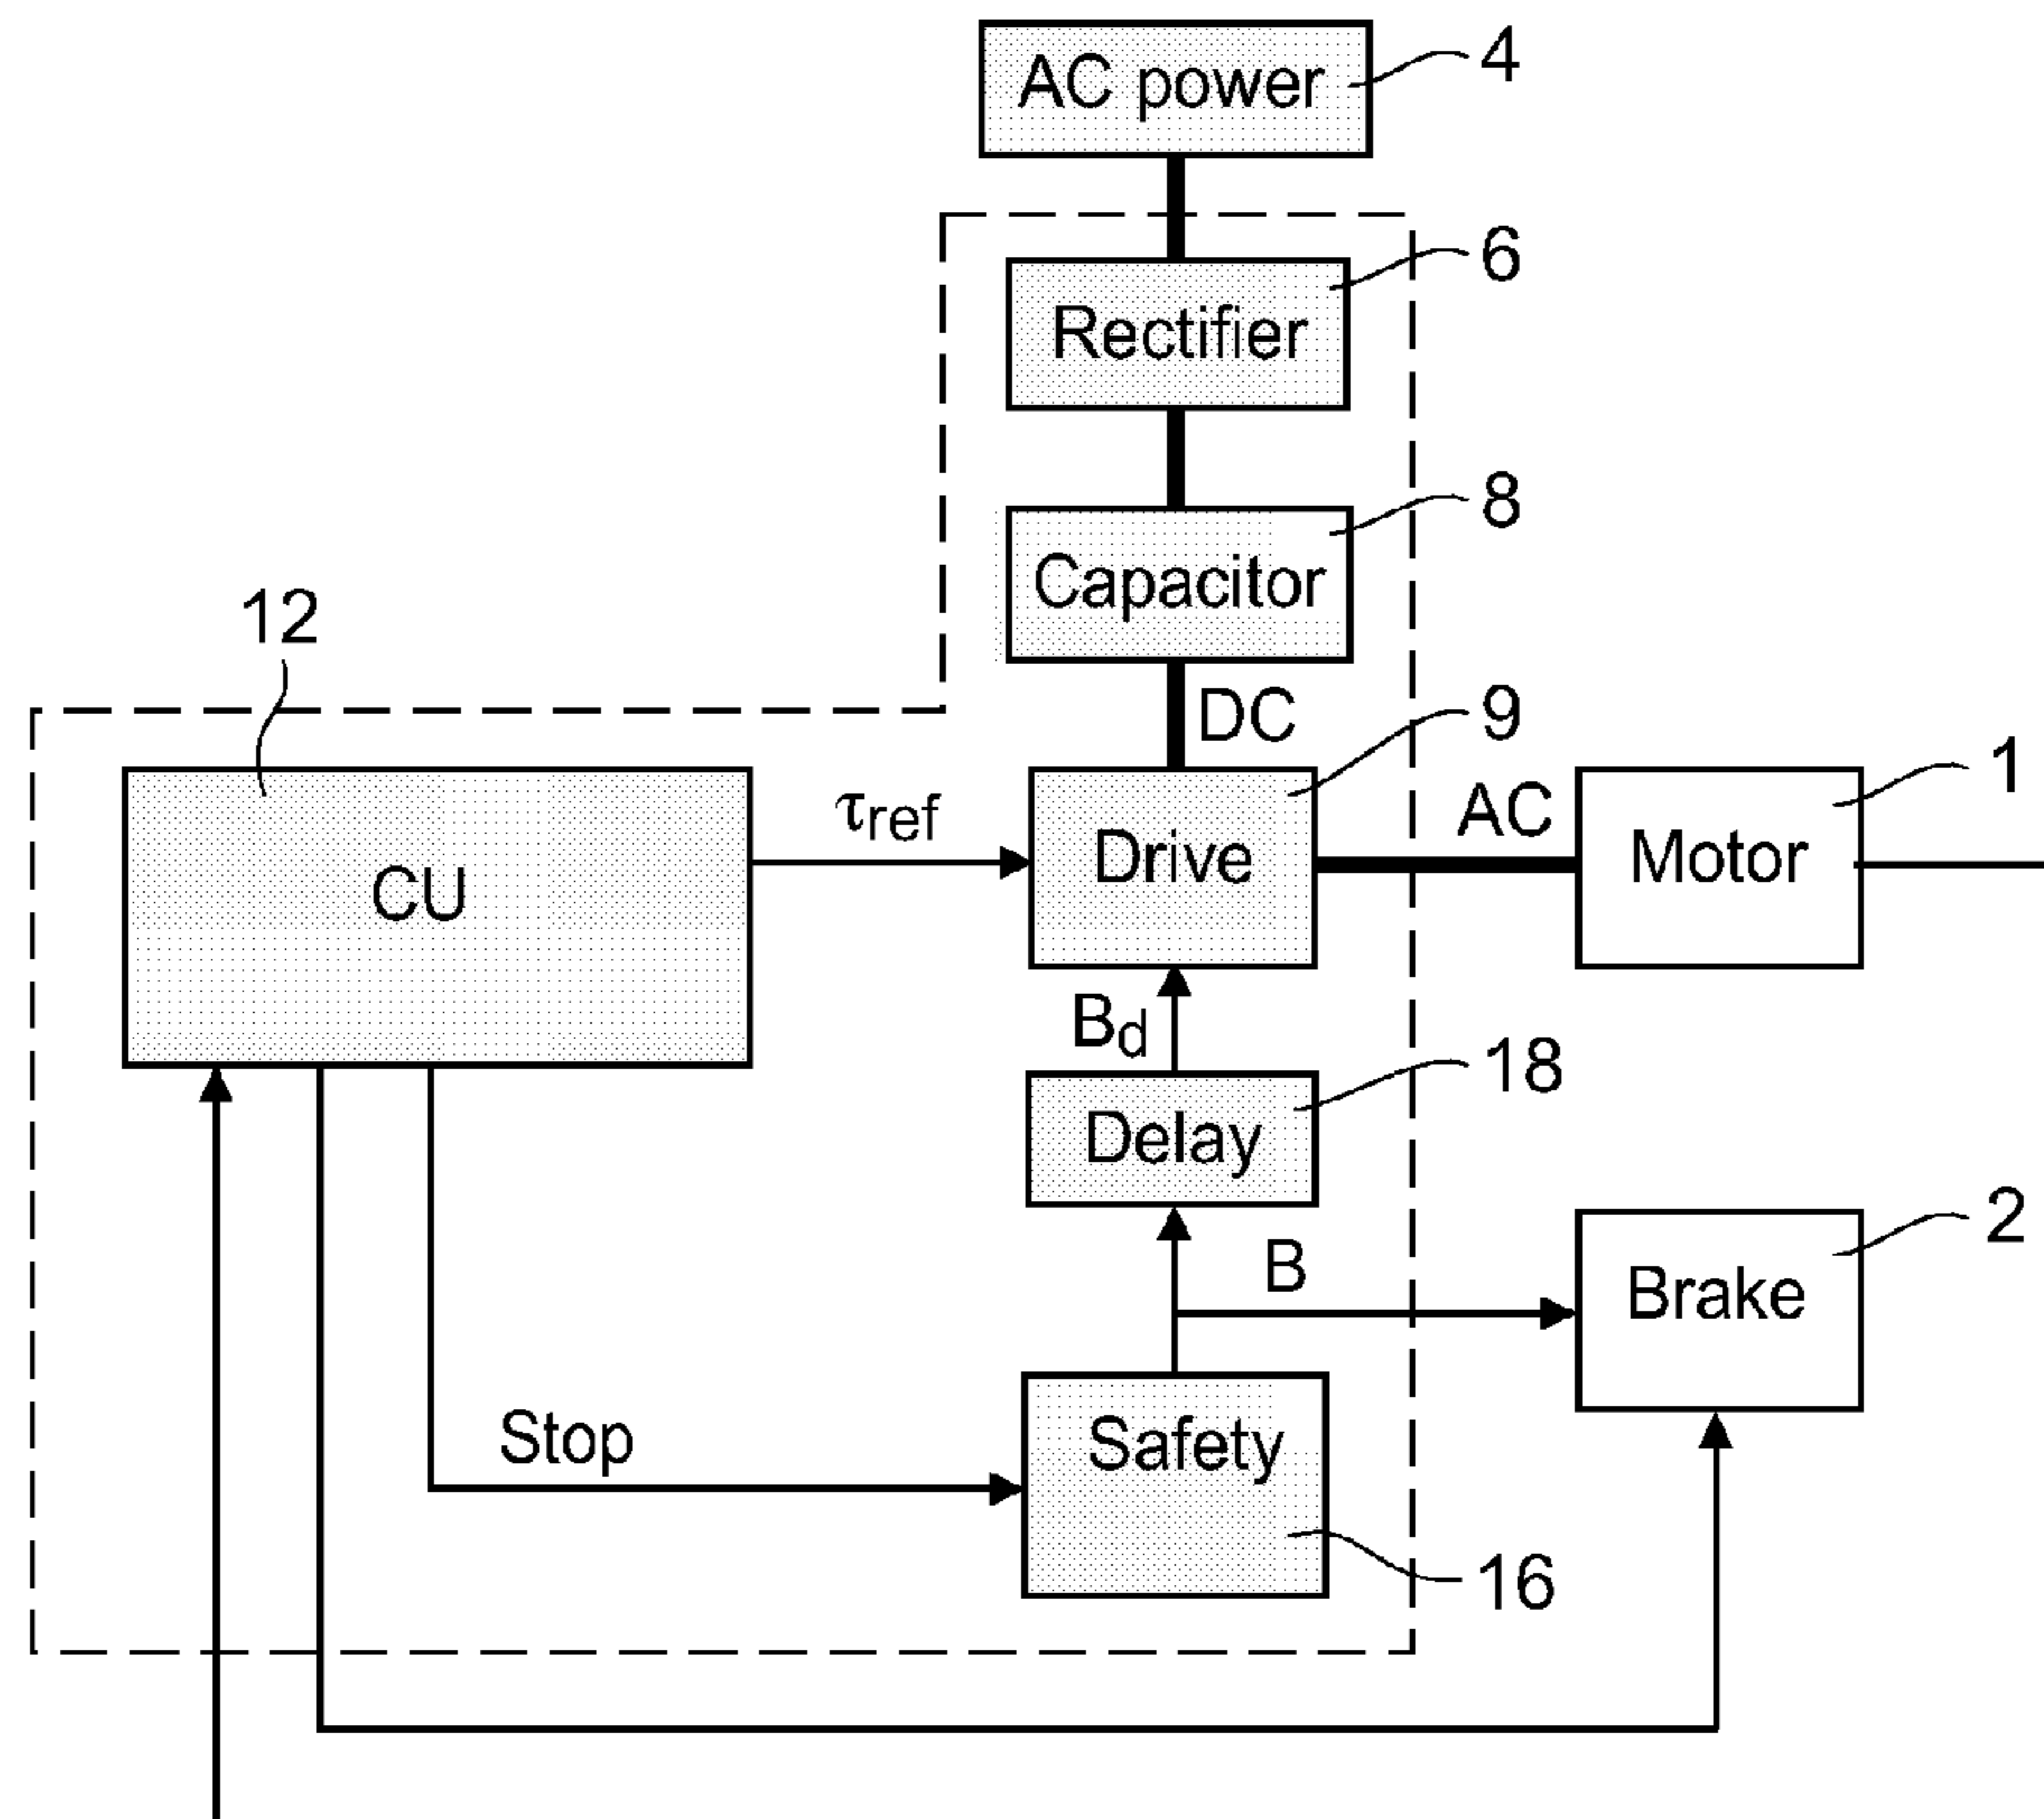 AC power
4
Rectifier
6
Capacitor
8
12
DC
9
1
CU
τref
Drive
AC
Motor
Bd
18
Delay
2
B
Brake
Stop
Safety
16